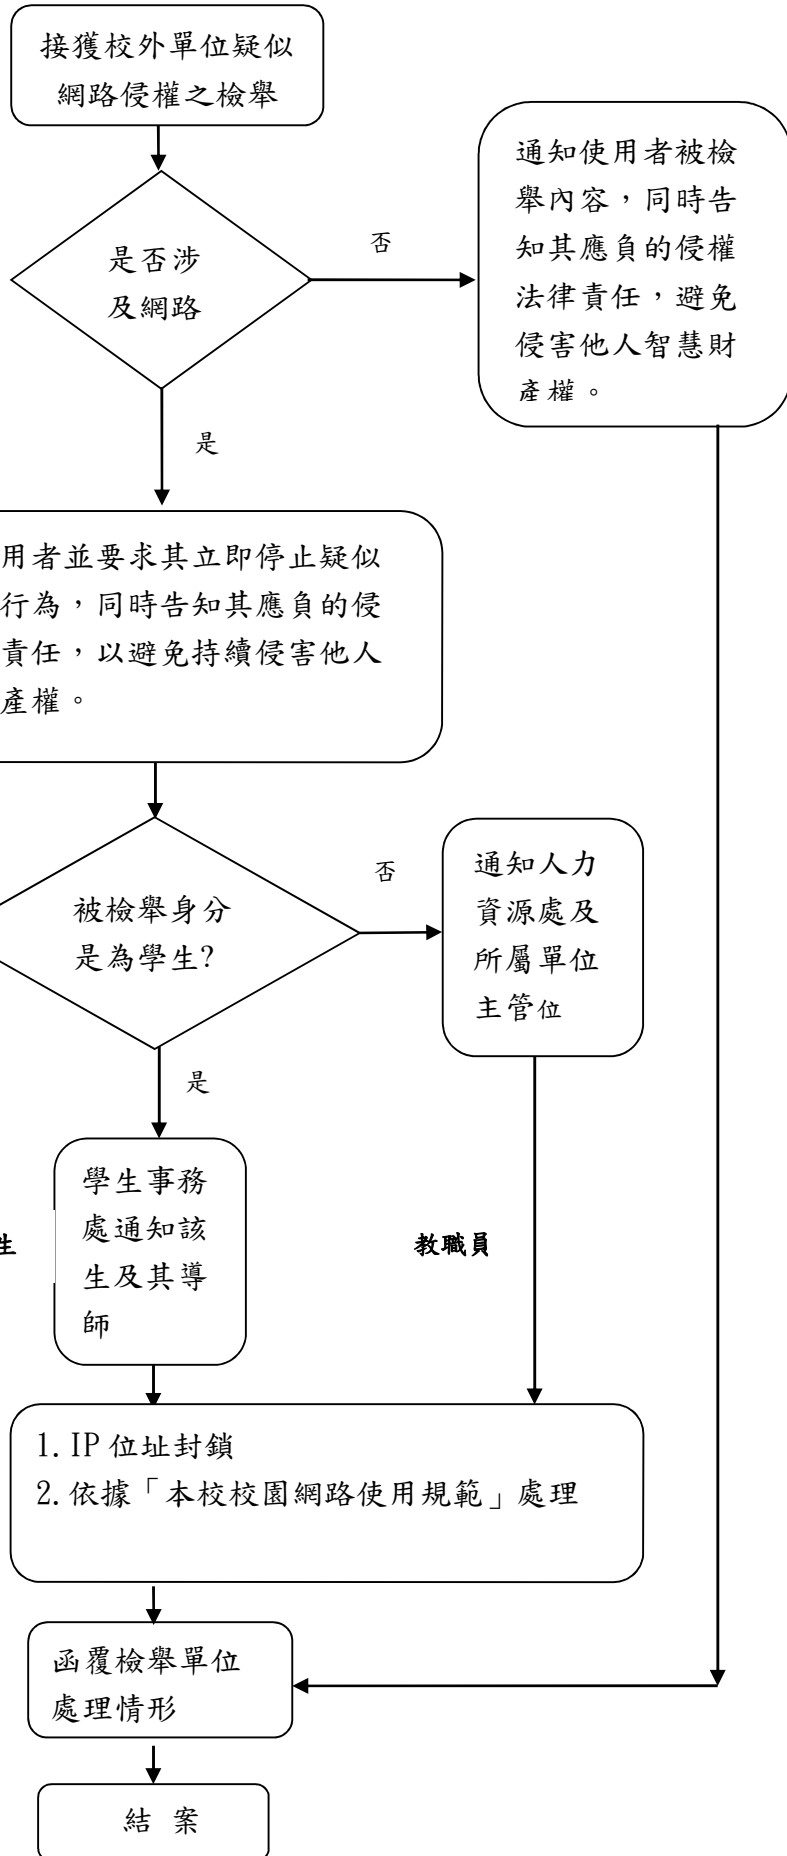 接獲校外單位疑似
網路侵權之檢舉
是否涉
及網路
否
通知使用者被檢
舉內容，同時告
知其應負的侵權
法律責任，避免
侵害他人智慧財
產權。
是
用者並要求其立即停止疑似
行為，同時告知其應負的侵
責任，以避免持續侵害他人
產權。
被檢舉身分
是為學生?
否
通知人力
資源處及
所屬單位
主管位
是
學生事務
處通知該
生及其導
師
生
教職員
1. IP 位址封鎖
2. 依據「本校校園網路使用規範」處理
函覆檢舉單位
處理情形
結 案